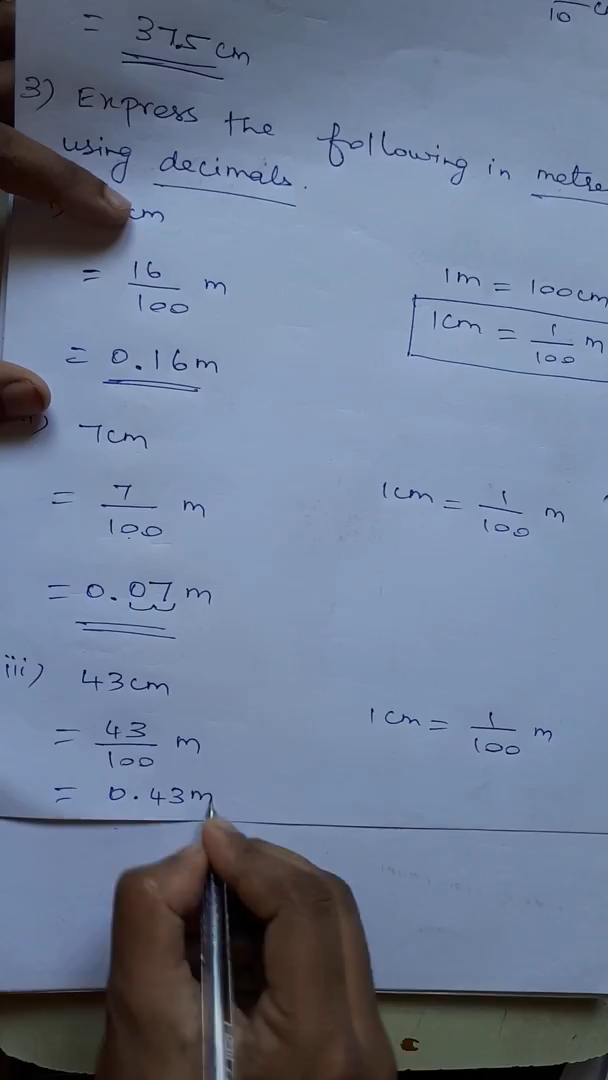 = 37.5 cm
3) Express the following in metre
using decimals.
cm
= 16/100 m
1m = 100cm
1cm = 1/100 m
= 0.16m
7cm
= 7/100 m
1cm = 1/100 m
= 0.07 m
iii) 43cm
= 43/100 m
1cm = 1/100 m
= 0.43m